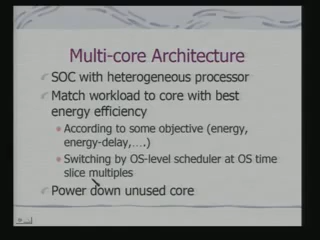 Multi-core Architecture
SOC with heterogeneous processor
Match workload to core with best
energy efficiency
According to some objective (energy,
energy-delay,....)
Switching by OS-level scheduler at OS time
slice multiples
Power down unused core